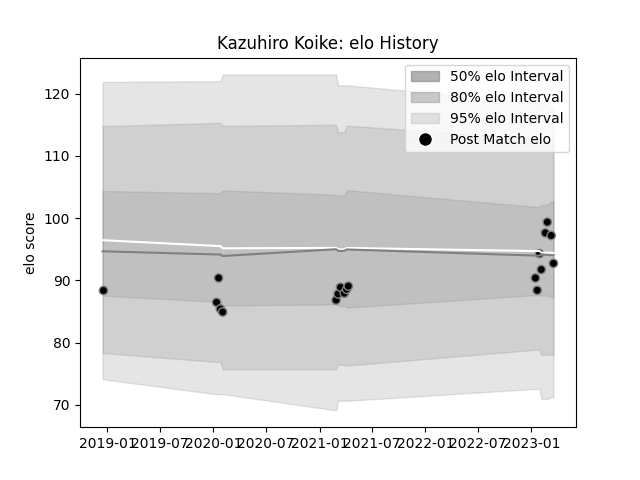 Kazuhiro Koike: elo History
50% elo Interval
80% elo Interval
95% elo Interval
Post Match elo
elo score
120
110
100
90
80
70
2019-01 2019-07 2020-01 2020-07 2021-01 2021-07 2022-01 2022-07 2023-01